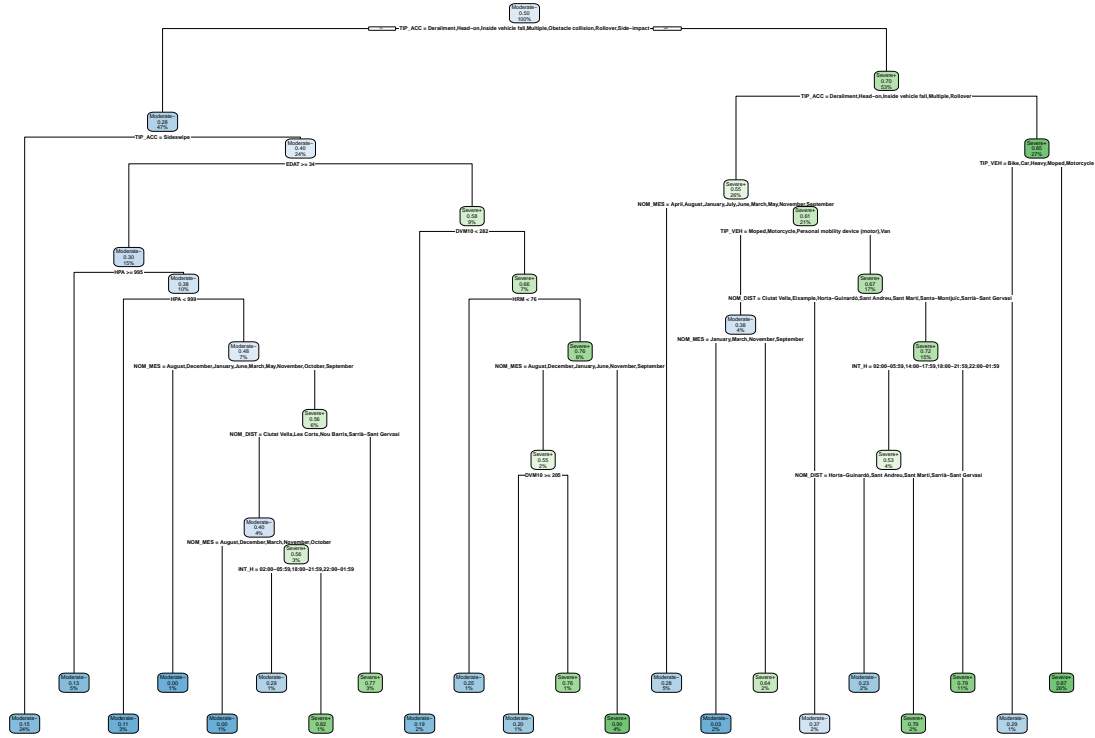 Moderate−
0.50
100%
TIP_ACC = Derailment,Head−on,Inside vehicle fall,Multiple,Obstacle collision,Rollover,Side−impact
Severe+
0.70
53%
TIP_ACC = Derailment,Head−on,Inside vehicle fall,Multiple,Rollover
Moderate−
0.28
47%
TIP_ACC = Sideswipe
Moderate−
0.40
24%
EDAT >= 34
Severe+
0.85
27%
TIP_VEH = Bike,Car,Heavy,Moped,Motorcycle
Severe+
0.55
26%
NOM_MES = April,August,January,July,June,March,May,November,September
Severe+
0.58
9%
DVM10 < 282
Severe+
0.61
21%
TIP_VEH = Moped,Motorcycle,Personal mobility device (motor),Van
Moderate−
0.30
15%
HPA >= 995
Moderate−
0.38
10%
HPA < 999
Severe+
0.66
7%
HRM < 76
Severe+
0.67
17%
NOM_DIST = Ciutat Vella,Eixample,Horta−Guinardó,Sant Andreu,Sant Martí,Sants−Montjuïc,Sarrià−Sant Gervasi
Moderate−
0.38
4%
NOM_MES = January,March,November,September
Moderate−
0.48
7%
NOM_MES = August,December,January,June,March,May,November,October,September
Severe+
0.76
6%
NOM_MES = August,December,January,June,November,September
Severe+
0.72
15%
INT_H = 02:00−05:59,14:00−17:59,18:00−21:59,22:00−01:59
Severe+
0.56
6%
NOM_DIST = Ciutat Vella,Les Corts,Nou Barris,Sarrià−Sant Gervasi
Severe+
0.55
2%
DVM10 >= 205
Severe+
0.53
4%
NOM_DIST = Horta−Guinardó,Sant Andreu,Sant Martí,Sarrià−Sant Gervasi
Moderate−
0.40
4%
NOM_MES = August,December,March,November,October
Severe+
0.56
3%
INT_H = 02:00−05:59,18:00−21:59,22:00−01:59
Moderate−
0.13
5%
Moderate−
0.00
1%
Moderate−
0.29
1%
Severe+
0.77
3%
Moderate−
0.25
1%
Severe+
0.76
1%
Moderate−
0.28
5%
Severe+
0.64
2%
Moderate−
0.23
2%
Severe+
0.79
11%
Severe+
0.87
26%
Moderate−
0.15
24%
Moderate−
0.11
3%
Moderate−
0.00
1%
Severe+
0.82
1%
Moderate−
0.19
2%
Moderate−
0.20
1%
Severe+
0.90
4%
Moderate−
0.03
2%
Moderate−
0.37
2%
Severe+
0.79
2%
Moderate−
0.29
1%